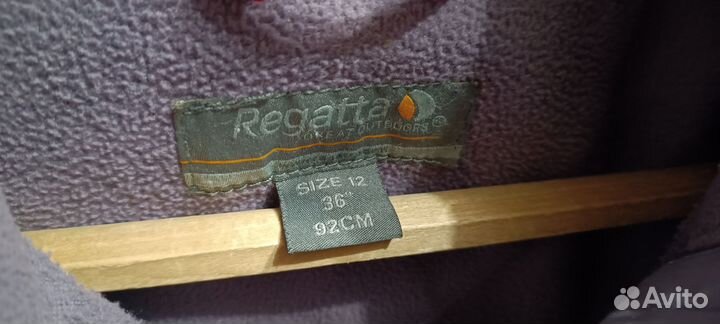 Regatta
GREAT OUTDOORS
SIZE 12
36"
92CM
Avito